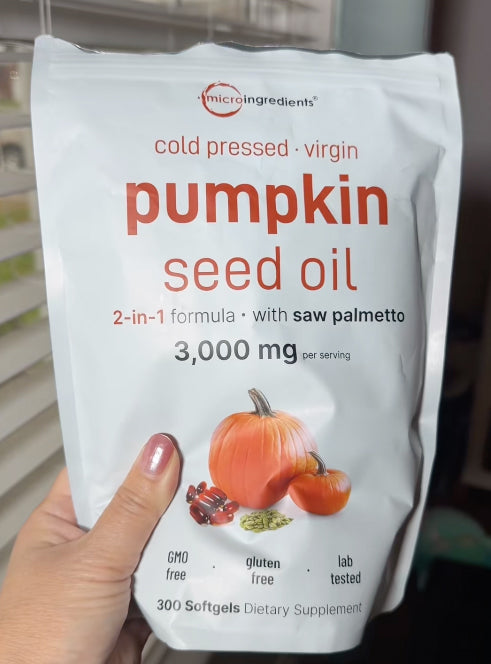 microingredients®
cold pressed · virgin
pumpkin
seed oil
2-in-1 formula • with saw palmetto
3,000 mg per serving
GMO free · gluten free · lab tested
300 Softgels Dietary Supplement